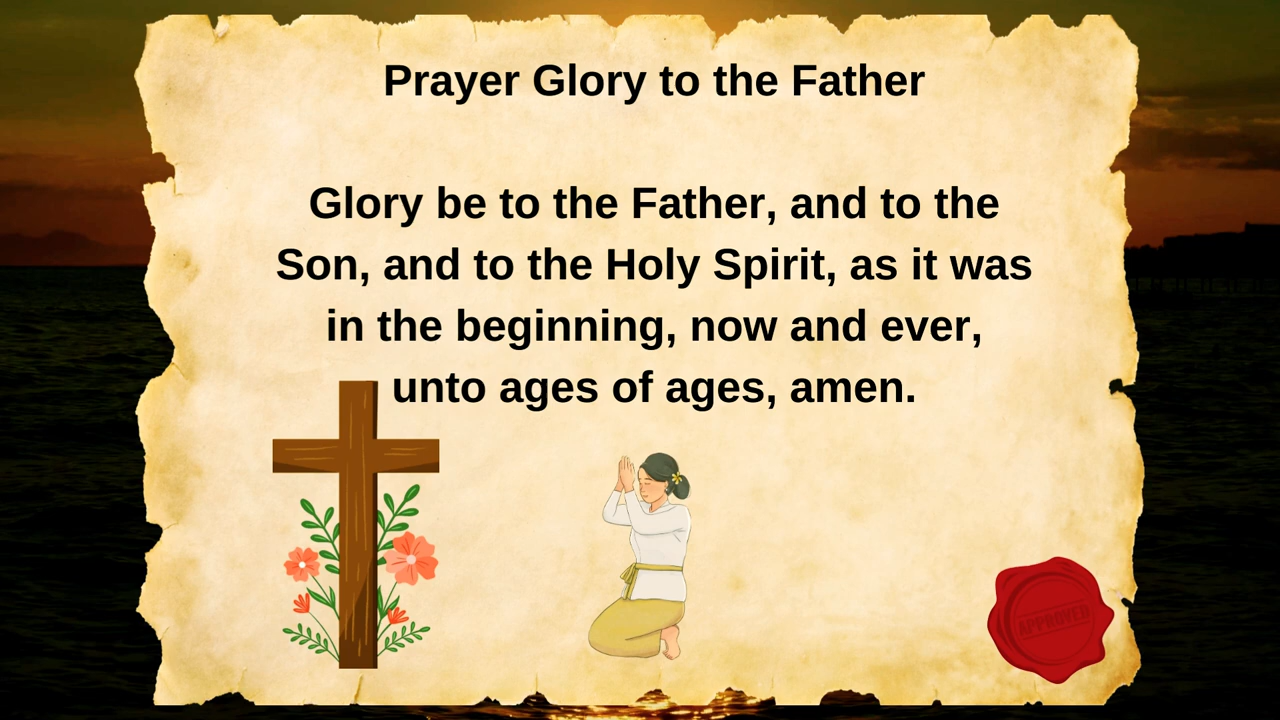 Prayer Glory to the Father
Glory be to the Father, and to the
Son, and to the Holy Spirit, as it was
in the beginning, now and ever,
unto ages of ages, amen.
APPROVED